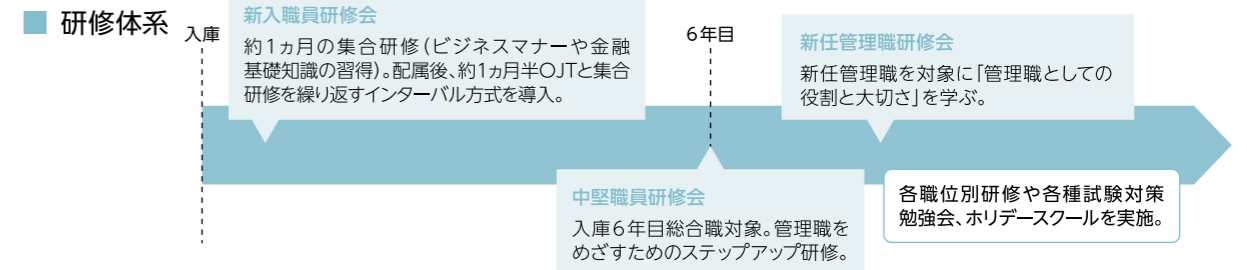 研修体系
入庫
新入職員研修会
約1ヵ月の集合研修(ビジネスマナーや金融
基礎知識の習得)。配属後、約1ヵ月半OJTと集合
研修を繰り返すインターバル方式を導入。
6年目
新任管理職研修会
新任管理職を対象に「管理職としての
役割と大切さ」を学ぶ。
中堅職員研修会
入庫6年目総合職対象。管理職を
めざすためのステップアップ研修。
各職位別研修や各種試験対策
勉強会、ホリデースクールを実施。